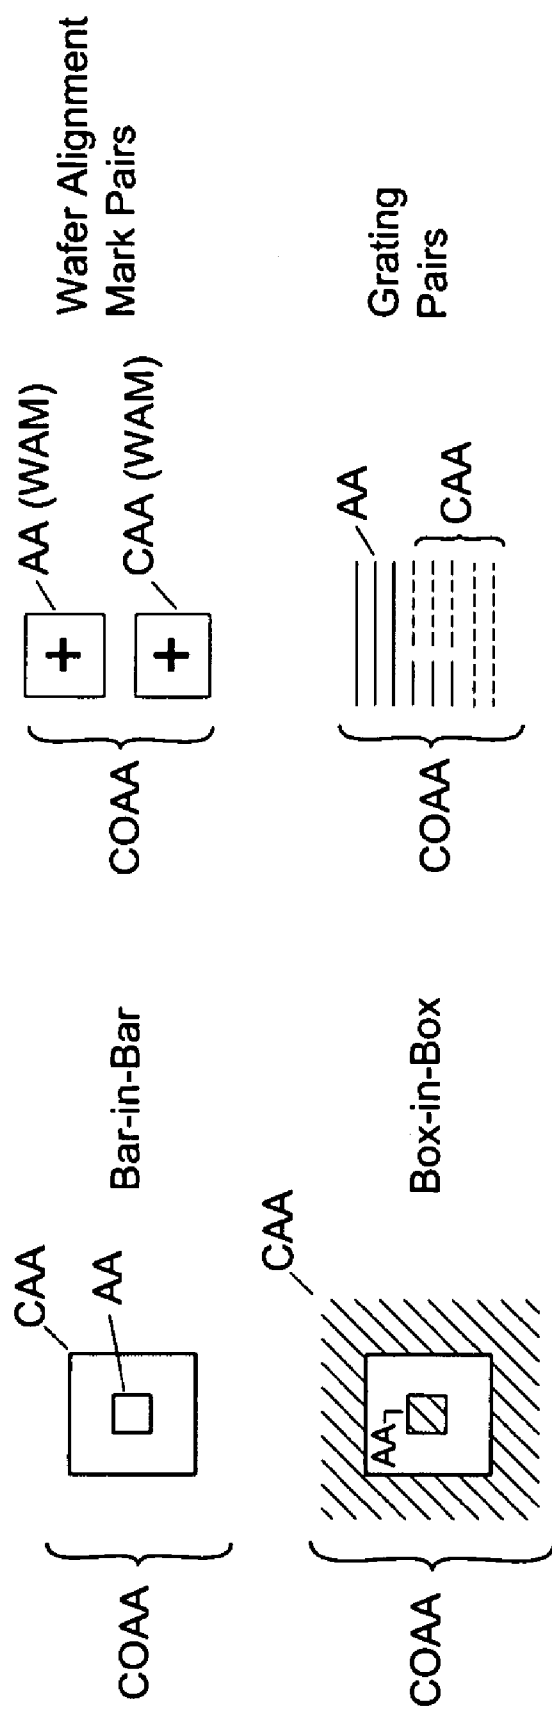 COAA
CAA
AA
Bar-in-Bar
COAA
AA (WAM)
CAA (WAM)
Wafer Alignment
Mark Pairs
COAA
AA
CAA
Box-in-Box
COAA
AA
CAA
Grating
Pairs